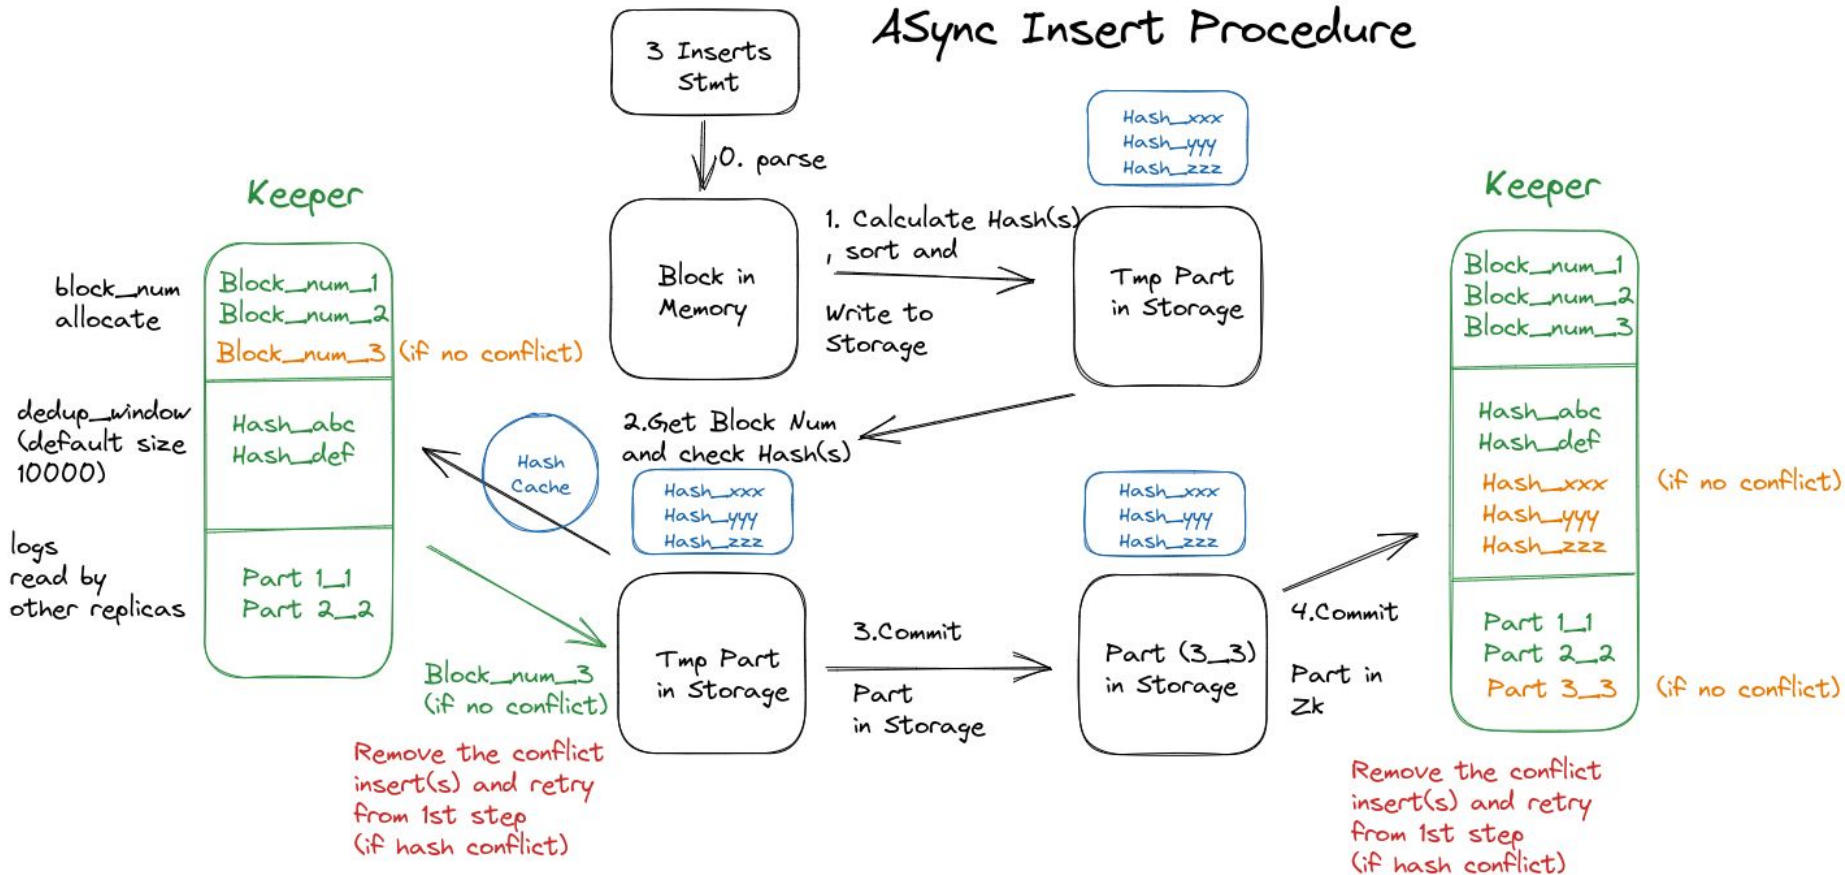 ASync Insert Procedure
3 Inserts
Stmt
0. parse
Hash_xxx
Hash_yyy
Hash_zzz
Keeper
block_num
allocate
Block_num_1
Block_num_2
Block_num_3 (if no conflict)
dedup_window
(default size
10000)
Hash_abc
Hash_def
logs
read by
other replicas
Part 1_1
Part 2_2
Block in
Memory
1. Calculate Hash(s)
, sort and
Write to
Storage
Tmp Part
in Storage
2.Get Block Num
and check Hash(s)
Hash
Cache
Hash_xxx
Hash_yyy
Hash_zzz
Block_num_3
(if no conflict)
Tmp Part
in Storage
Remove the conflict
insert(s) and retry
from 1st step
(if hash conflict)
3.Commit
Part
in Storage
Hash_xxx
Hash_yyy
Hash_zzz
Part (3_3)
in Storage
4.Commit
Part in
Zk
Keeper
Block_num_1
Block_num_2
Block_num_3
Hash_abc
Hash_def
Hash_xxx (if no conflict)
Hash_yyy
Hash_zzz
Part 1_1
Part 2_2
Part 3_3 (if no conflict)
Remove the conflict
insert(s) and retry
from 1st step
(if hash conflict)